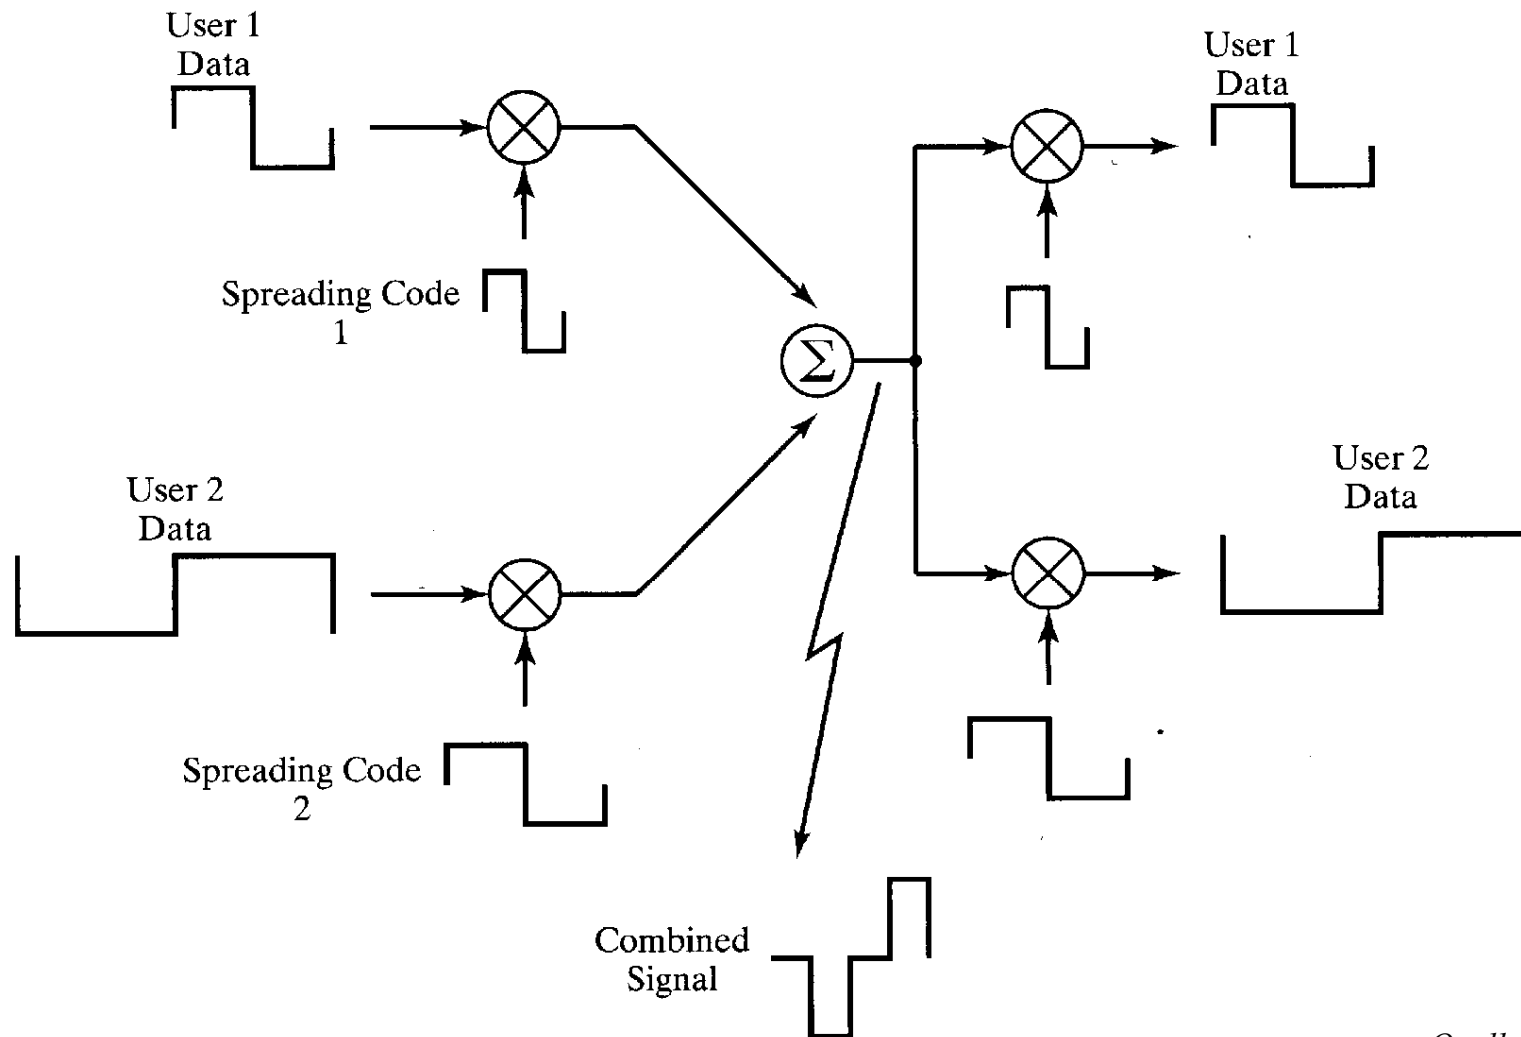 User 1
Data
User 1
Data
Spreading Code
1
Σ
User 2
Data
User 2
Data
Spreading Code
2
Combined
Signal